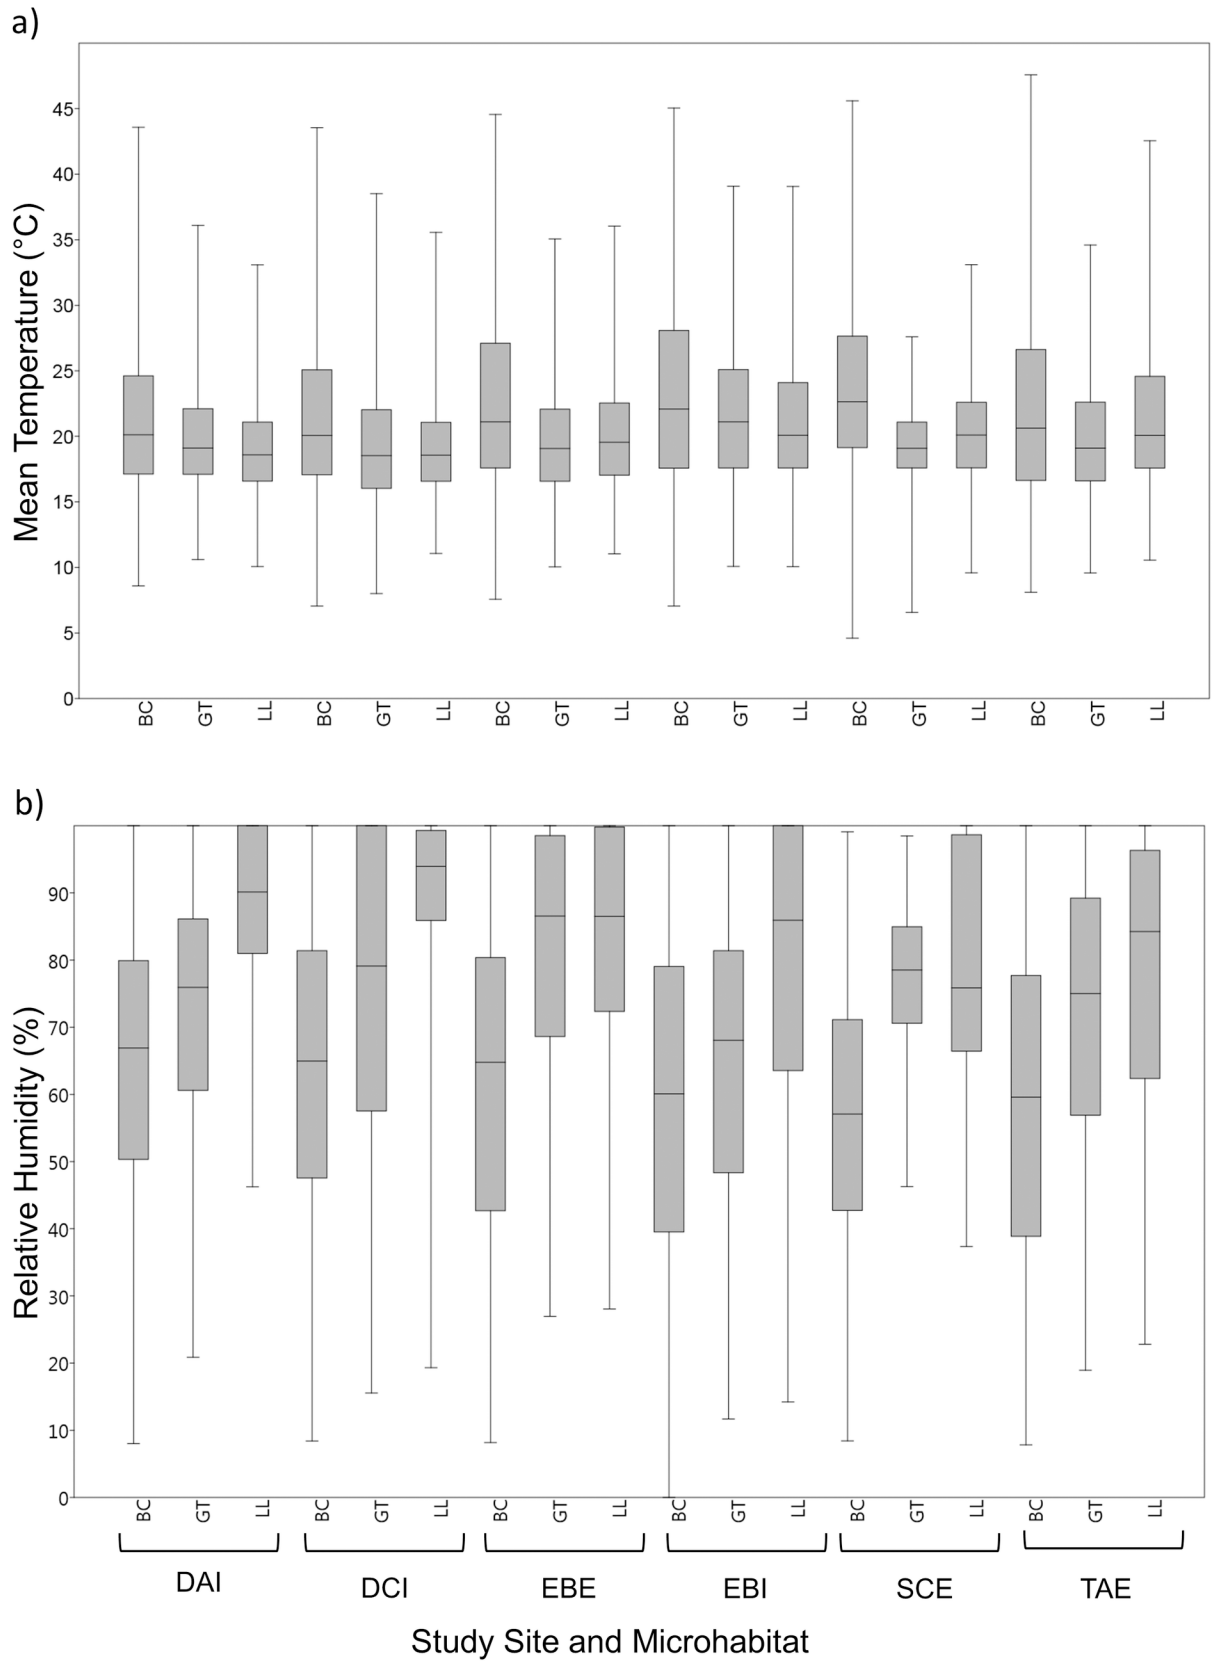 a)
Mean Temperature (°C)
45
40
35
30
25
20
15
10
5
0
BC GT LL BC GT LL BC GT LL BC GT LL BC GT LL BC GT LL
b)
Relative Humidity (%)
90
80
70
60
50
40
30
20
10
0
BC GT LL BC GT LL BC GT LL BC GT LL BC GT LL BC GT LL
DAI DCI EBE EBI SCE TAE
Study Site and Microhabitat